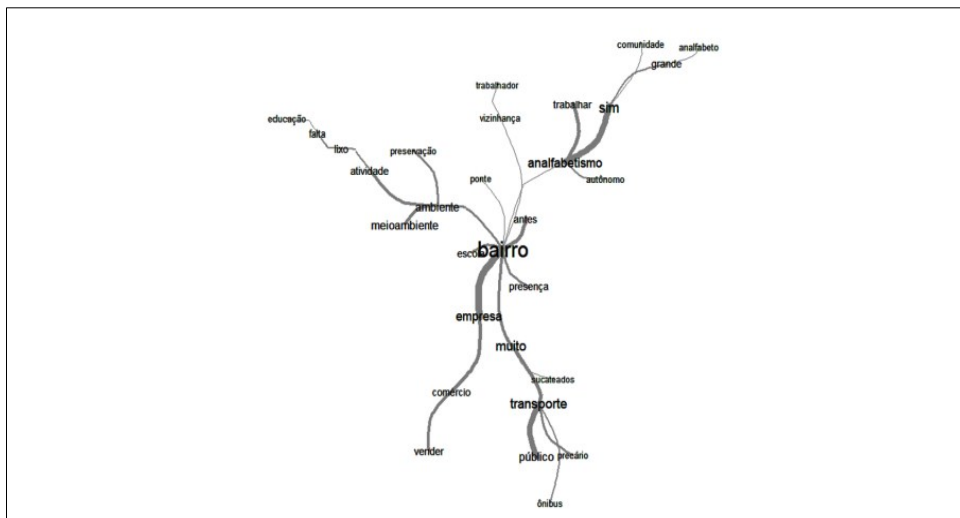 comunidade
analfabeto
grande
trabalhador
trabalhar
sim
vizinhança
educação
falta
lixo
preservação
atividade
analfabetismo
ponte
autônomo
ambiente
meioambiente
antes
escola
bairro
presença
empresa
muito
sucateados
comércio
transporte
vender
público
precário
ônibus